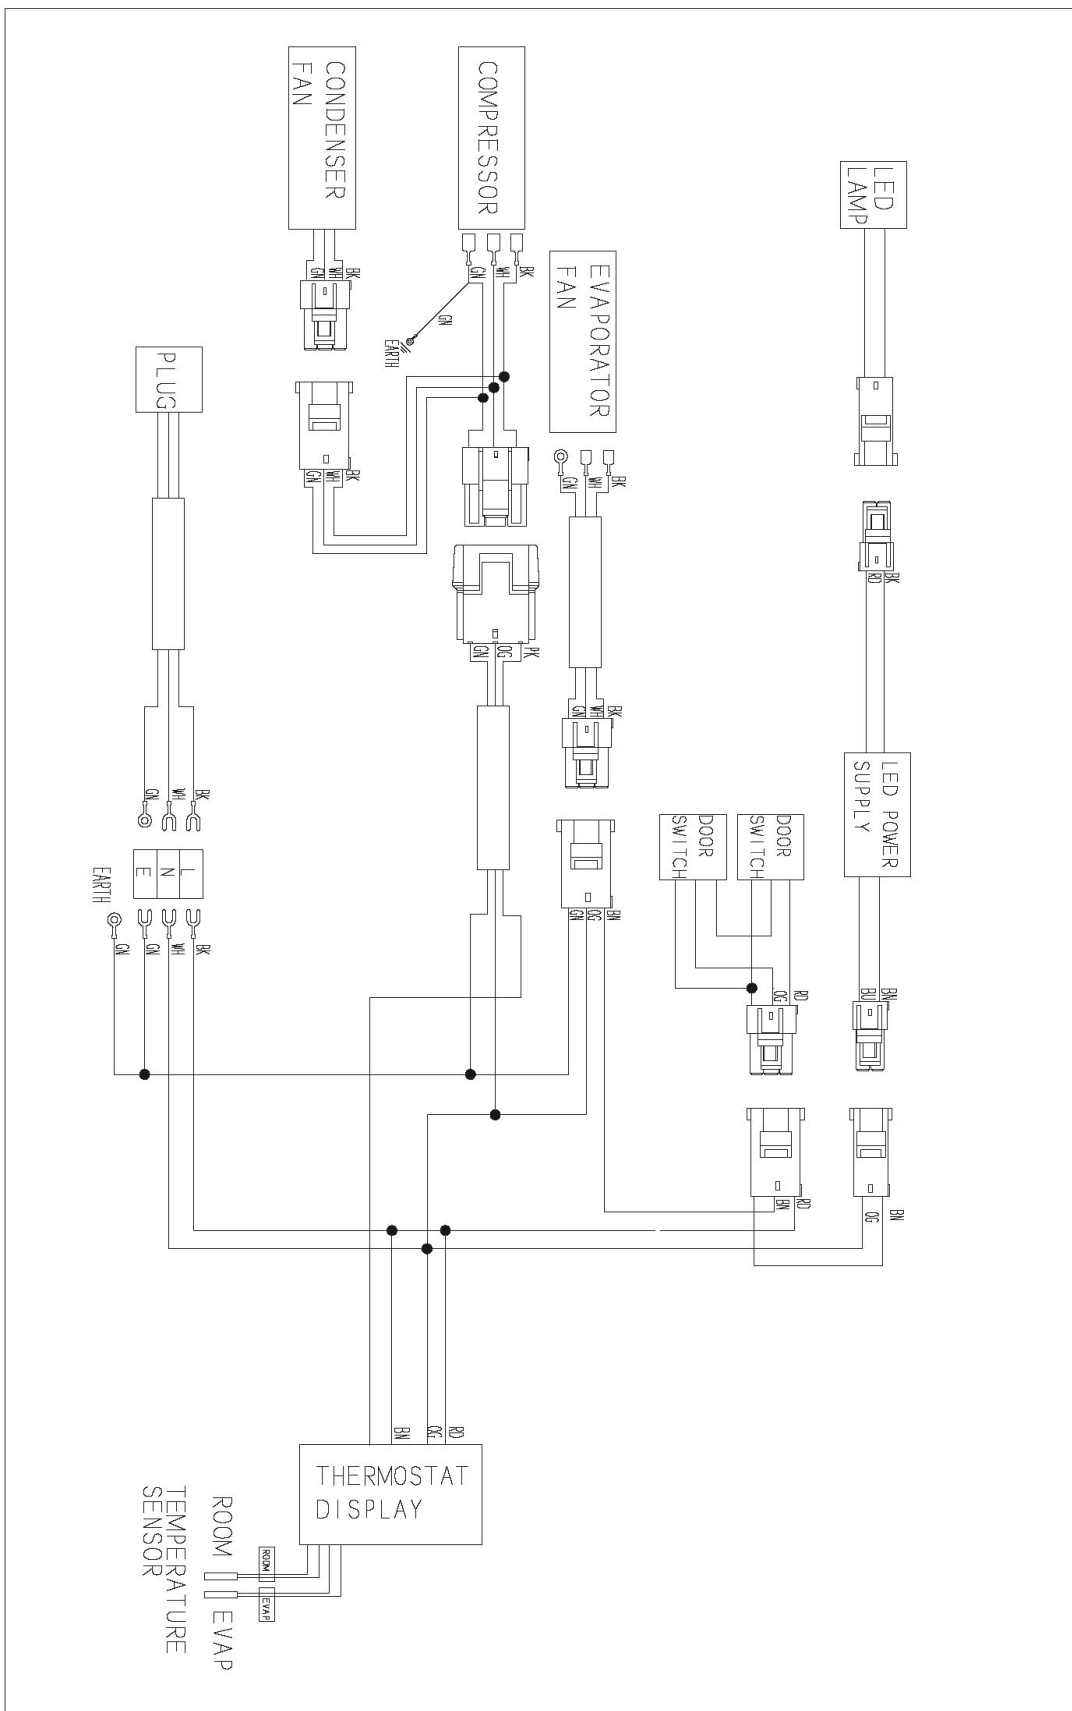 CONDENSER
FAN
COMPRESSOR
LED
LAMP
BK
WH
GN
BK
WH
GN
GN
EARTH
EVAPORATOR
FAN
PLUG
BK
WH
GN
BK
WH
GN
BK
RD
PK
OG
GN
BK
WH
GN
LED POWER
SUPPLY
DOOR
SWITCH
DOOR
SWITCH
BK
WH
GN
L
N
E
EARTH
BK
WH
GN
GN
BN
OG
GN
RD
OG
BN
BU
RD
BN
BN
OG
BN
OG
RD
THERMOSTAT
DISPLAY
ROOM
EVAP
ROOM
EVAP
TEMPERATURE
SENSOR